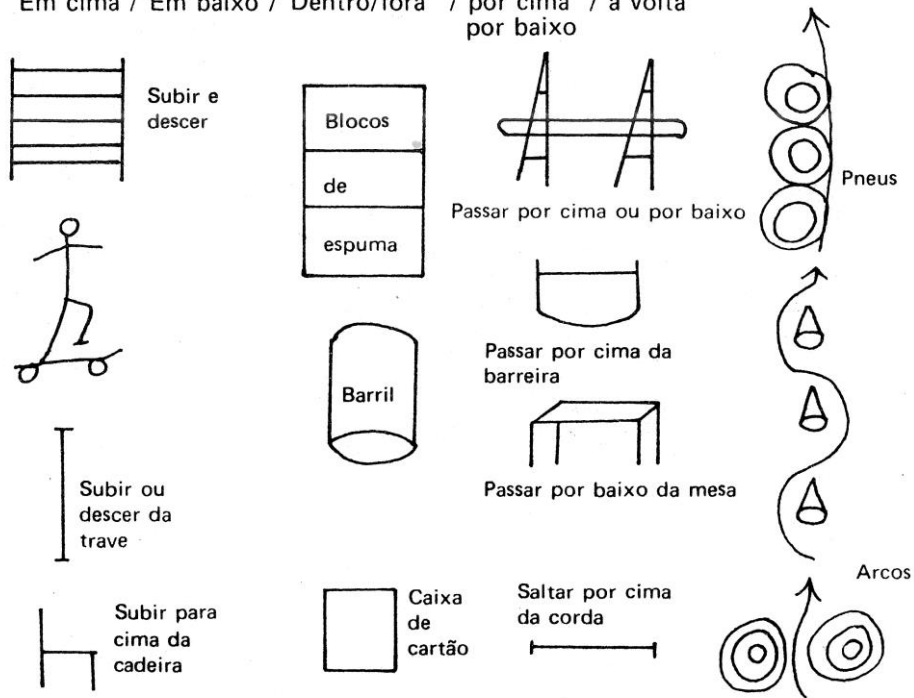 Em cima / Em baixo / Dentro/fora / por cima / à volta
por baixo
Subir e
descer
Blocos
de
espuma
Passar por cima ou por baixo
Pneus
Passar por cima da
barreira
Barril
Passar por baixo da mesa
Subir ou
descer da
trave
Arcos
Subir para
cima da
cadeira
Caixa
de
cartão
Saltar por cima
da corda